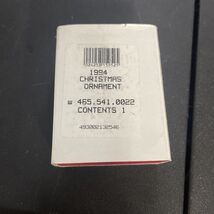 1994
CHRISTMAS
ORNAMENT
465.541.0022
CONTENTS 1
493002132546